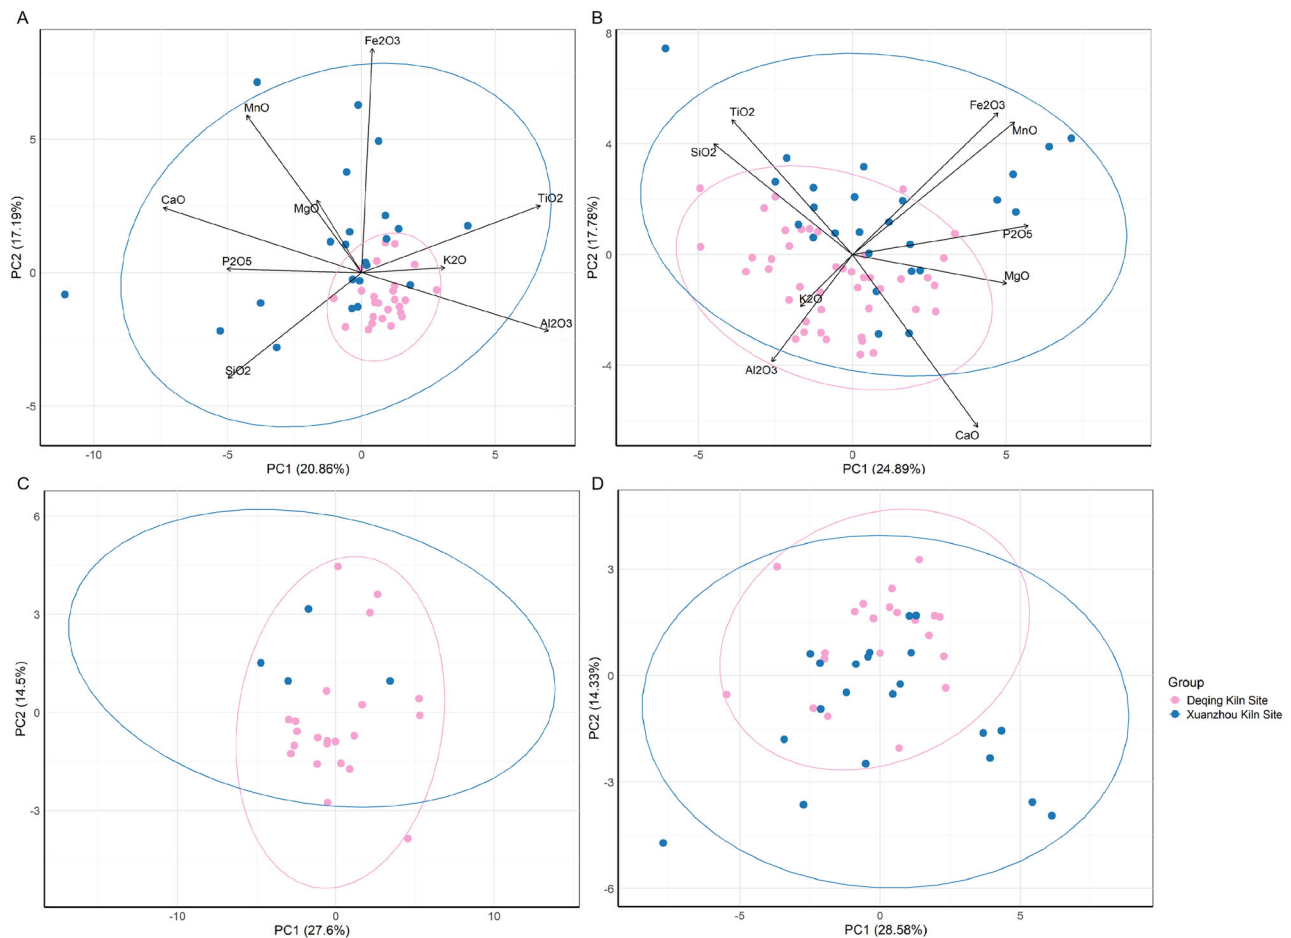 A
Fe2O3
MnO
CaO
MgO
TiO2
P2O5
K2O
Al2O3
SiO2
5
0
-5
-10
-5
0
5
PC2 (17.19%)
PC1 (20.86%)
B
8
4
0
-4
TiO2
SiO2
Fe2O3
MnO
P2O5
MgO
K2O
Al2O3
CaO
-5
0
5
PC2 (17.78%)
PC1 (24.89%)
C
6
3
0
-3
-10
0
10
PC2 (14.5%)
PC1 (27.6%)
D
3
0
-3
-6
-5
0
5
PC2 (14.33%)
PC1 (28.58%)
Group
Deqing Kiln Site
Xuanzhou Kiln Site